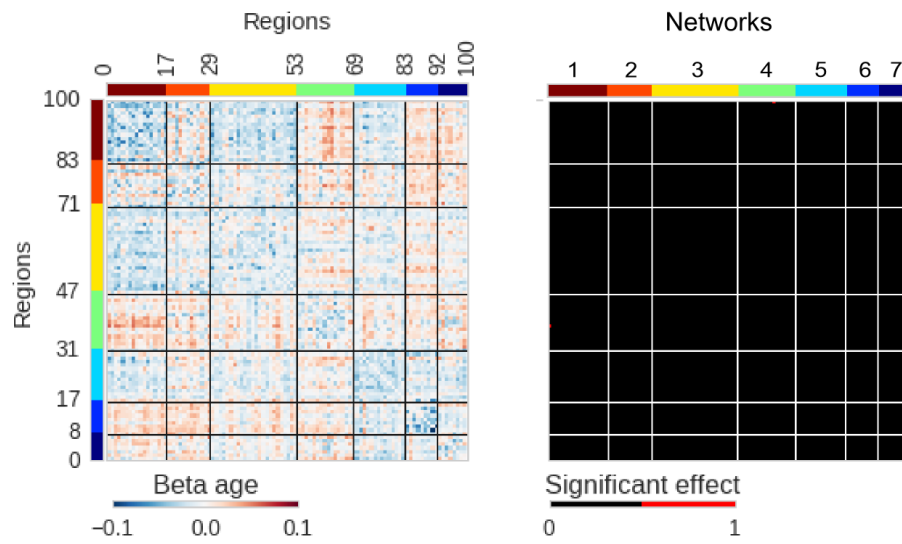 Regions
Networks
0 17 29 53 69 83 92 100
1 2 3 4 5 6 7
100
83
71
47
31
17
8
0
Regions
Beta age
−0.1 0.0 0.1
Significant effect
0 1